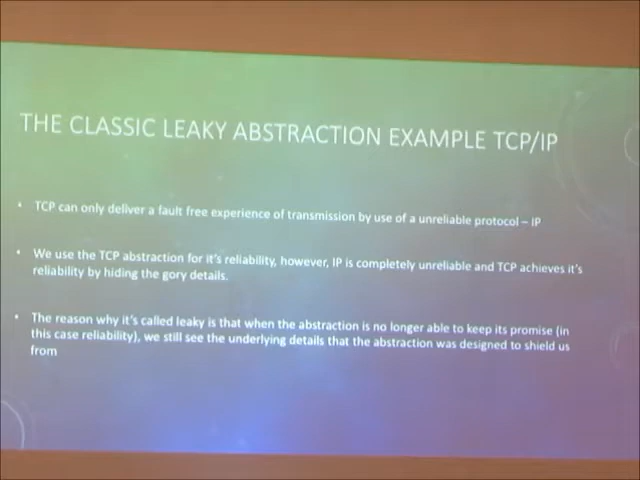 THE CLASSIC LEAKY ABSTRACTION EXAMPLE TCP/IP
• TCP can only deliver a fault free experience of transmission by use of a unreliable protocol – IP
• We use the TCP abstraction for it's reliability, however, IP is completely unreliable and TCP achieves it's
reliability by hiding the gory details.
• The reason why it's called leaky is that when the abstraction is no longer able to keep its promise (in
this case reliability), we still see the underlying details that the abstraction was designed to shield us
from